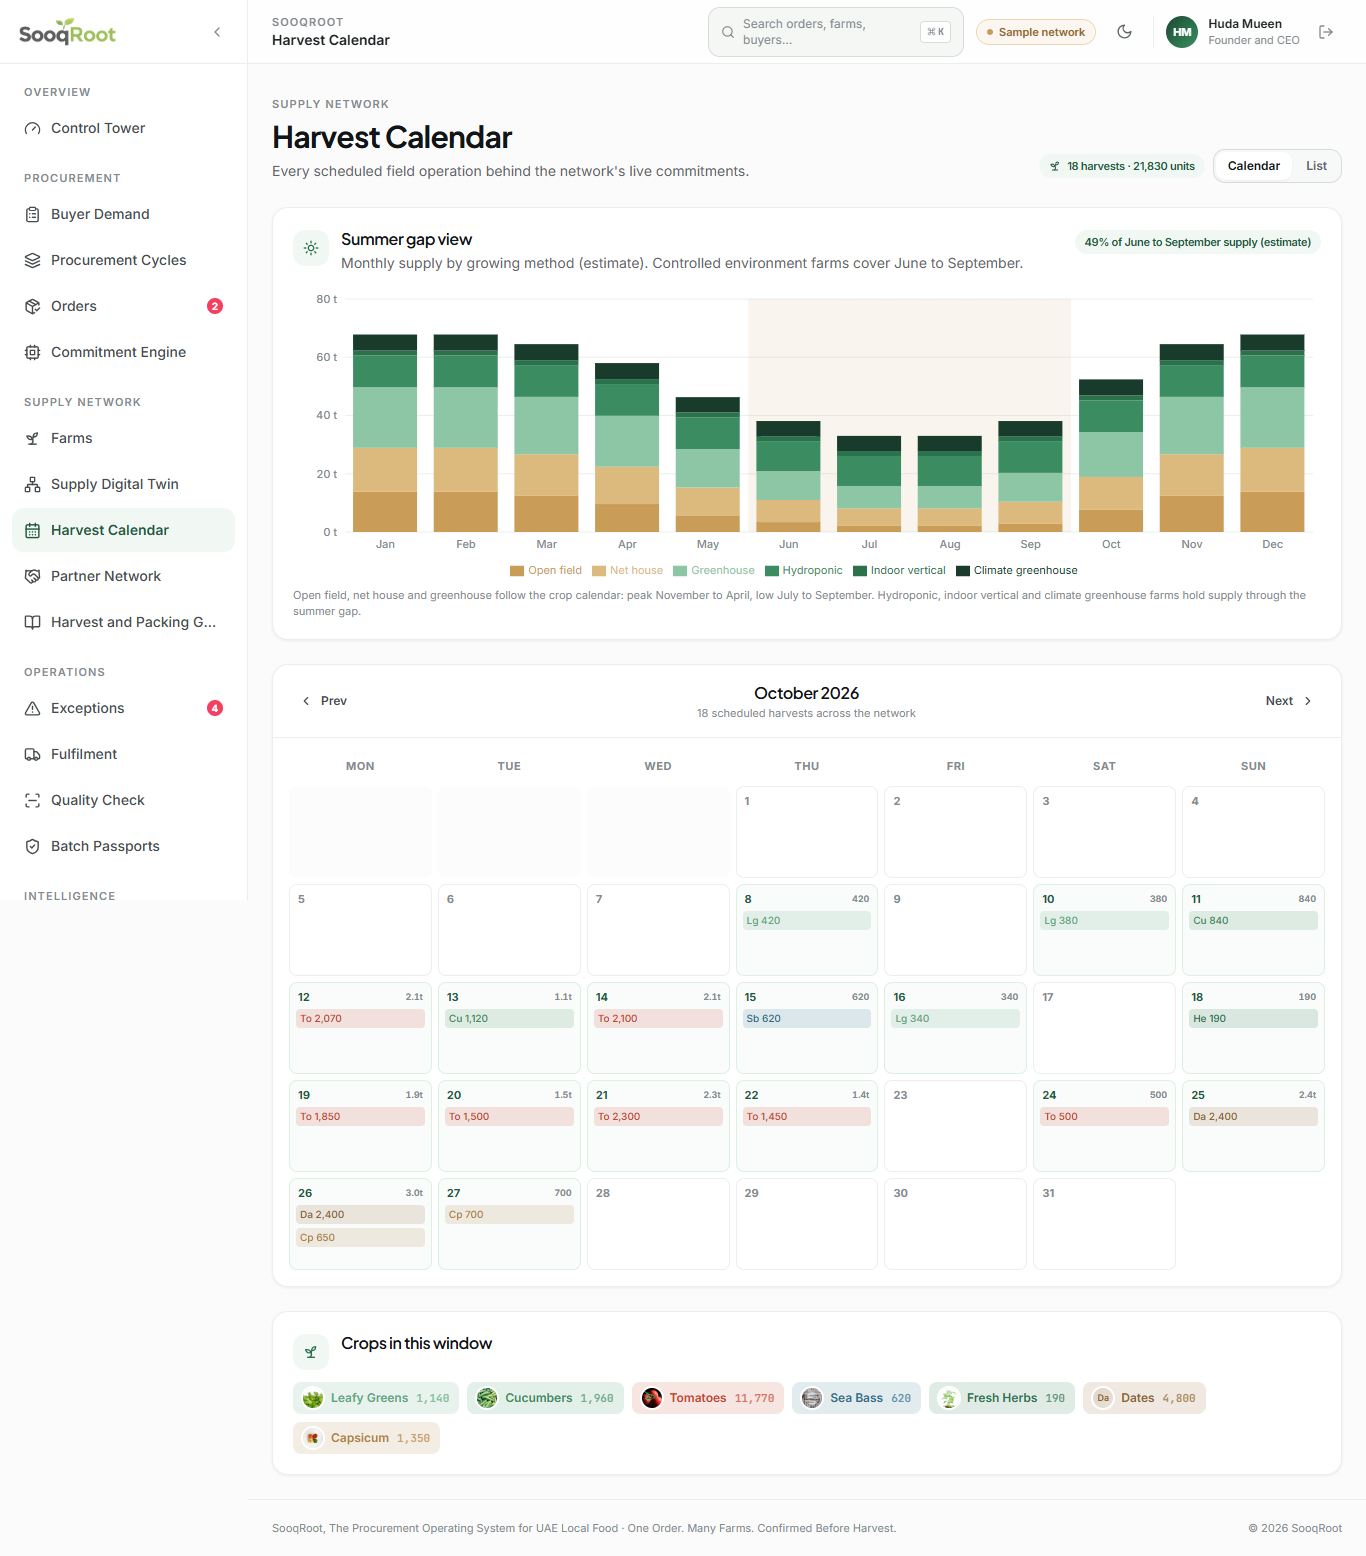 SooqRoot
SOOQROOT
Harvest Calendar
Search orders, farms,
buyers...
⌘ K
Sample network
HM
Huda Mueen
Founder and CEO
OVERVIEW
Control Tower
PROCUREMENT
Buyer Demand
Procurement Cycles
Orders
2
Commitment Engine
SUPPLY NETWORK
Farms
Supply Digital Twin
Harvest Calendar
Partner Network
Harvest and Packing G...
OPERATIONS
Exceptions
4
Fulfilment
Quality Check
Batch Passports
INTELLIGENCE
SUPPLY NETWORK
Harvest Calendar
Every scheduled field operation behind the network's live commitments.
18 harvests · 21,830 units
Calendar
List
Summer gap view
Monthly supply by growing method (estimate). Controlled environment farms cover June to September.
49% of June to September supply (estimate)
80 t
60 t
40 t
20 t
0 t
Jan Feb Mar Apr May Jun Jul Aug Sep Oct Nov Dec
Open field Net house Greenhouse Hydroponic Indoor vertical Climate greenhouse
Open field, net house and greenhouse follow the crop calendar: peak November to April, low July to September. Hydroponic, indoor vertical and climate greenhouse farms hold supply through the
summer gap.
Prev
October 2026
18 scheduled harvests across the network
Next
MON TUE WED THU FRI SAT SUN
1 2 3 4
5 6 7 8 420 9 10 380 11 840
Lg 420 Lg 380 Cu 840
12 2.1t 13 1.1t 14 2.1t 15 620 16 340 17 18 190
To 2,070 Cu 1,120 To 2,100 Sb 620 Lg 340 He 190
19 1.9t 20 1.5t 21 2.3t 22 1.4t 23 24 500 25 2.4t
To 1,850 To 1,500 To 2,300 To 1,450 To 500 Da 2,400
26 3.0t 27 700 28 29 30 31
Da 2,400 Cp 700
Cp 650
Crops in this window
Leafy Greens 1,140
Cucumbers 1,960
Tomatoes 11,770
Sea Bass 620
Fresh Herbs 190
Da Dates 4,800
Capsicum 1,350
SooqRoot, The Procurement Operating System for UAE Local Food · One Order. Many Farms. Confirmed Before Harvest.
© 2026 SooqRoot